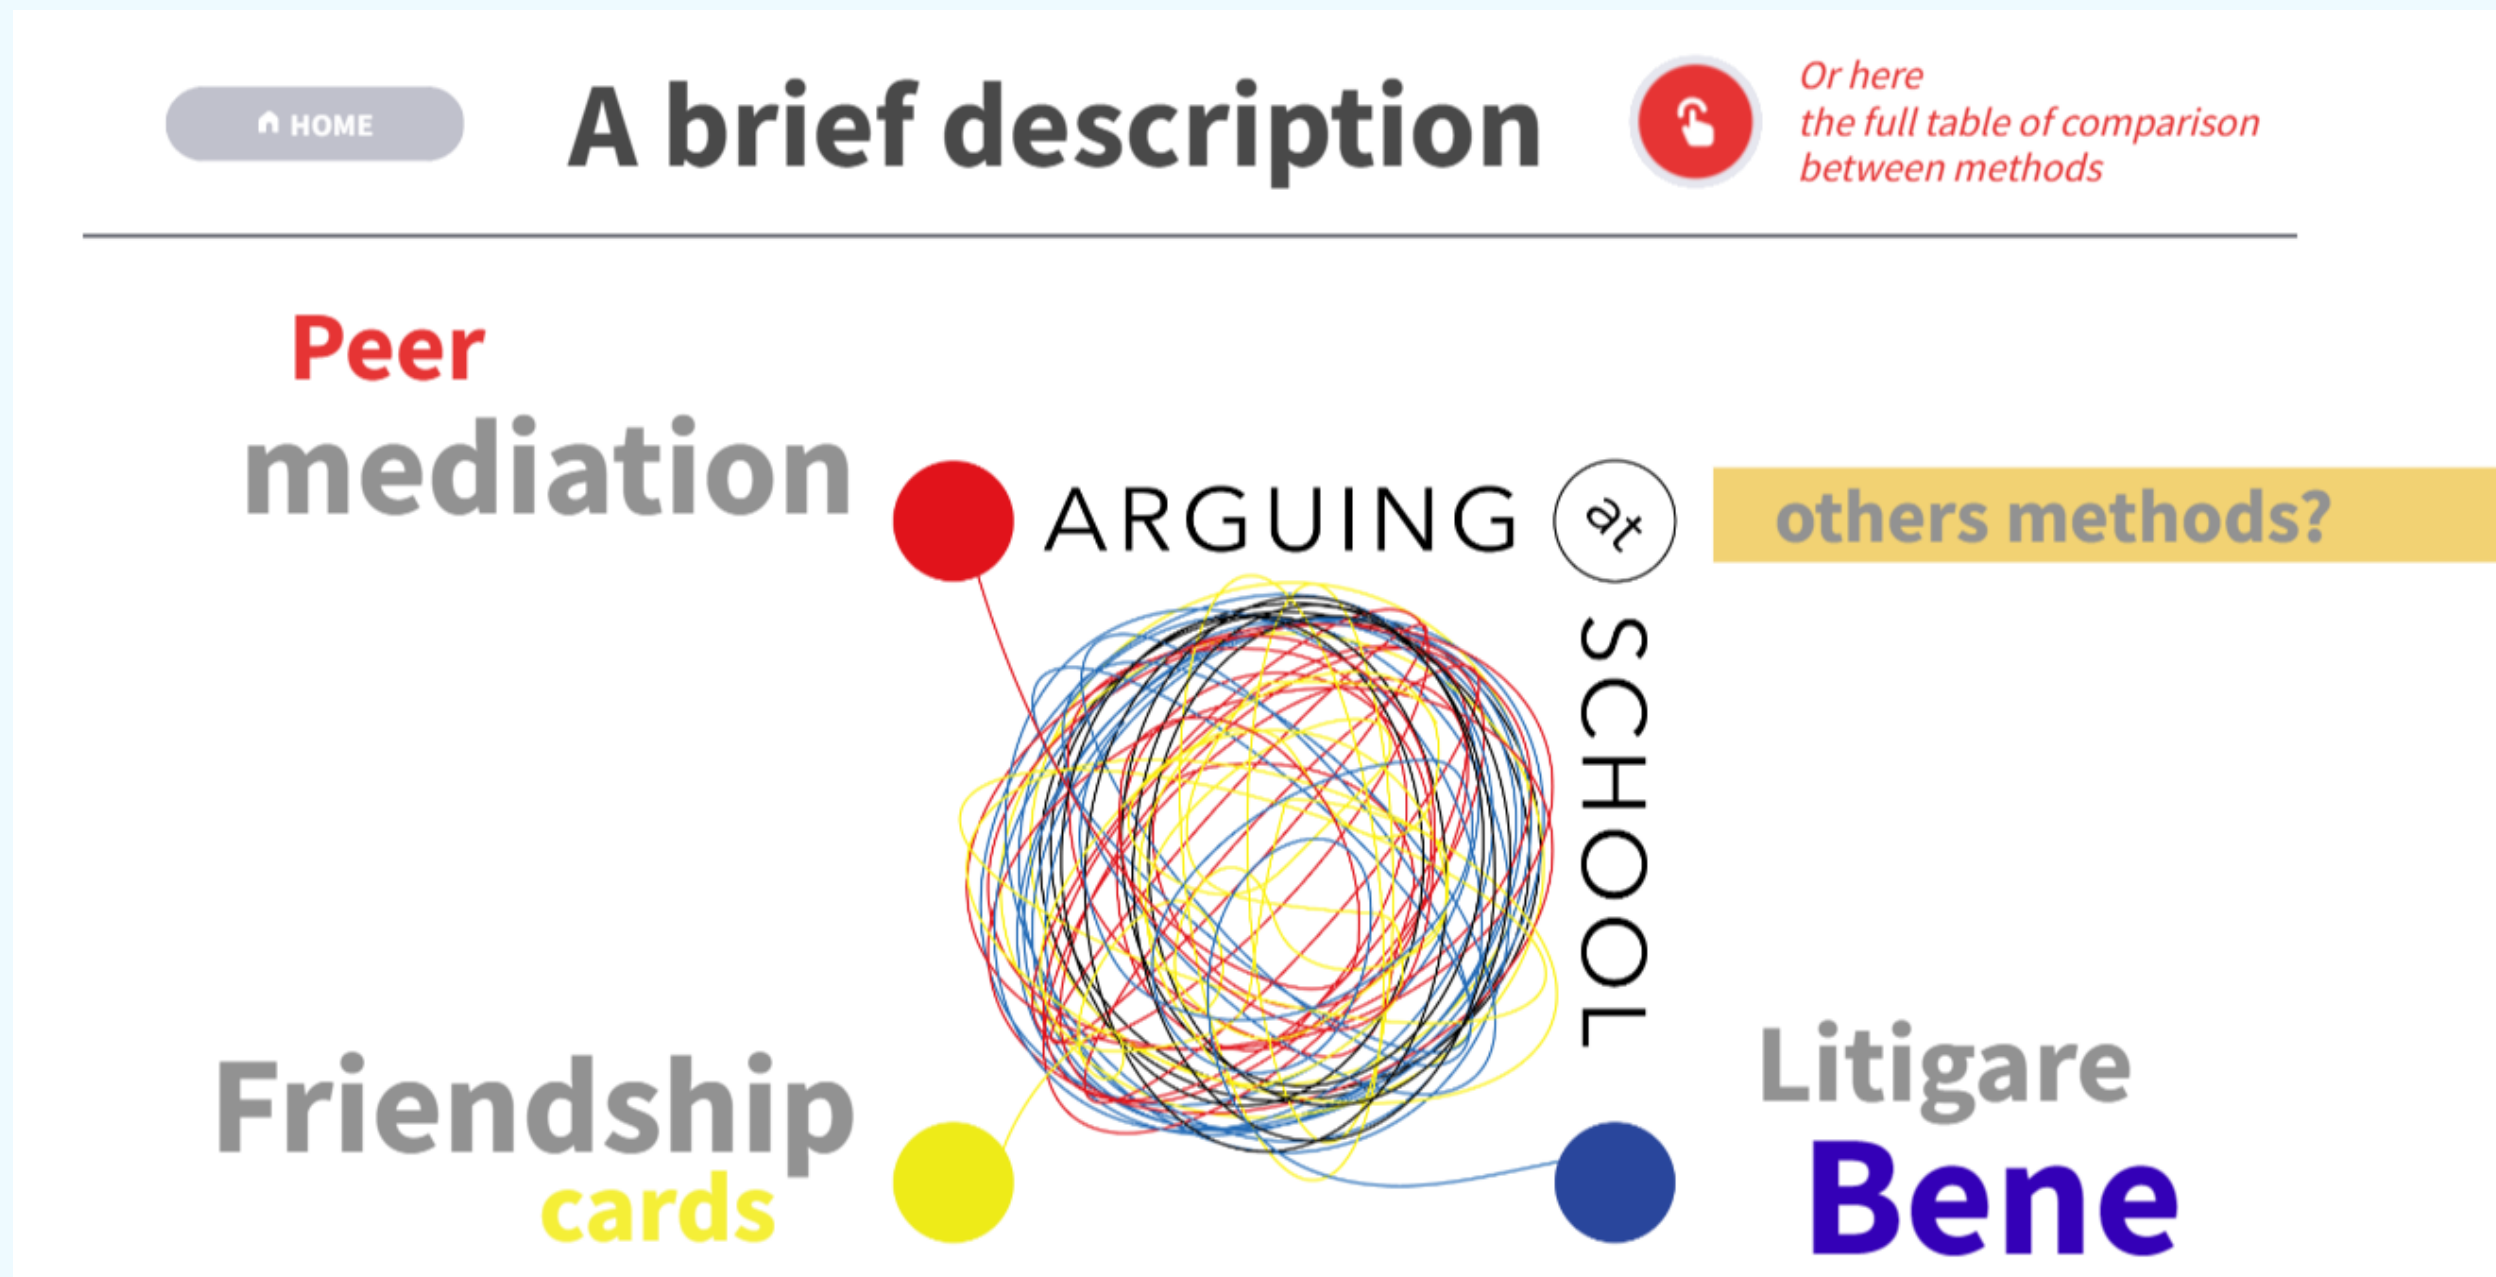 HOME
A brief description
Or here
the full table of comparison
between methods
Peer
mediation
ARGUING
at
SCHOOL
others methods?
Friendship
cards
Litigare
Bene